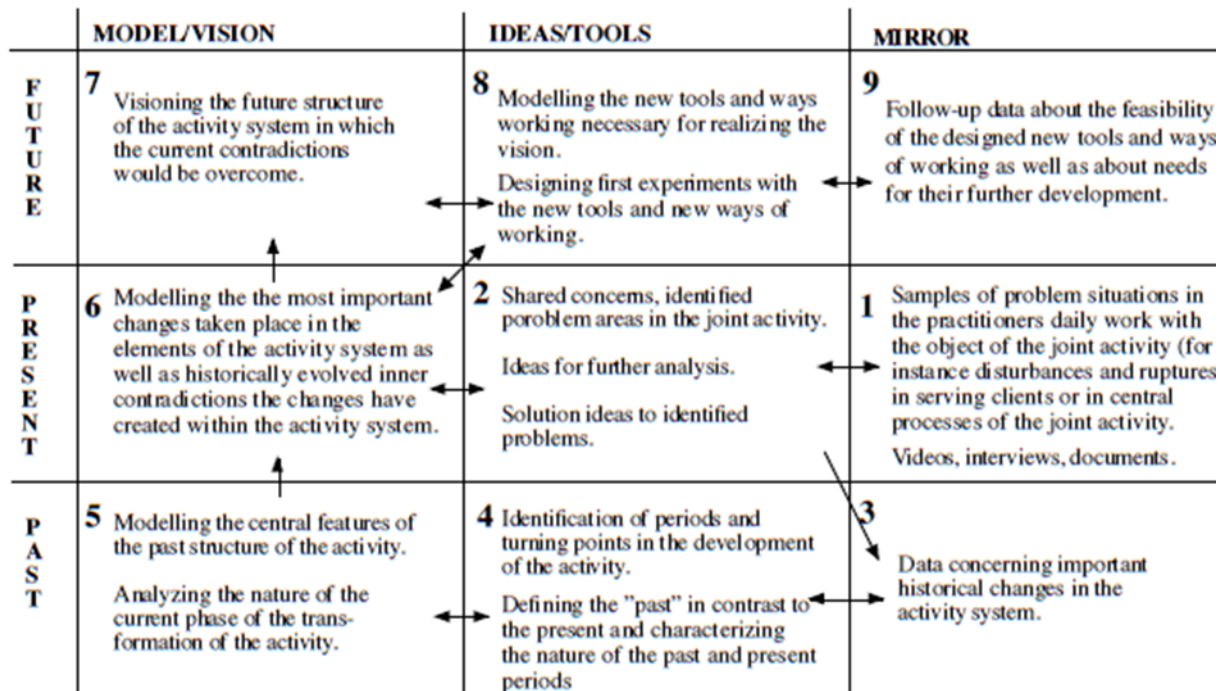 MODEL/VISION
IDEAS/TOOLS
MIRROR
FUTURE
7
Visioning the future structure
of the activity system in which
the current contradictions
would be overcome.
8
Modelling the new tools and ways
working necessary for realizing the
vision.
Designing first experiments with
the new tools and new ways of
working.
9
Follow-up data about the feasibility
of the designed new tools and ways
of working as well as about needs
for their further development.
PRESENT
6
Modelling the the most important
changes taken place in the
elements of the activity system as
well as historically evolved inner
contradictions the changes have
created within the activity system.
2
Shared concerns, identified
poroblem areas in the joint activity.
Ideas for further analysis.
Solution ideas to identified
problems.
1
Samples of problem situations in
the practitioners daily work with
the object of the joint activity (for
instance disturbances and ruptures
in serving clients or in central
processes of the joint activity.
Videos, interviews, documents.
PAST
5
Modelling the central features of
the past structure of the activity.
Analyzing the nature of the
current phase of the trans-
formation of the activity.
4
Identification of periods and
turning points in the development
of the activity.
Defining the "past" in contrast to
the present and characterizing
the nature of the past and present
periods
3
Data concerning important
historical changes in the
activity system.